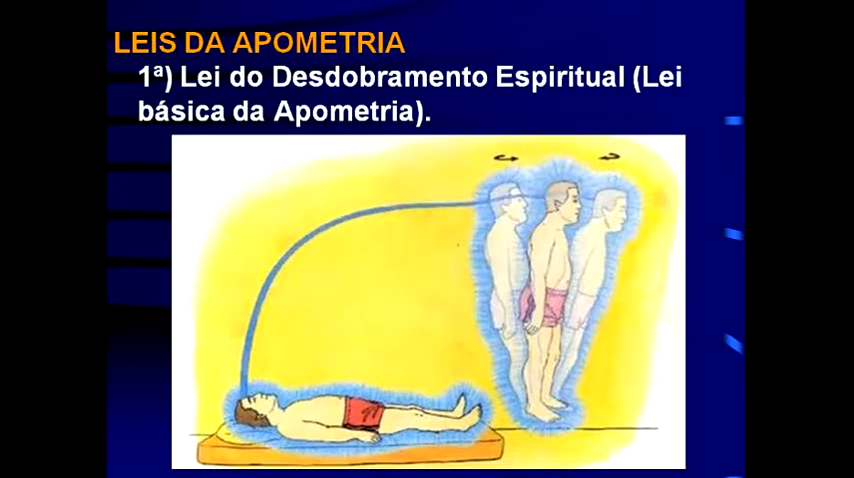 LEIS DA APOMETRIA
1ª) Lei do Desdobramento Espiritual (Lei
básica da Apometria).